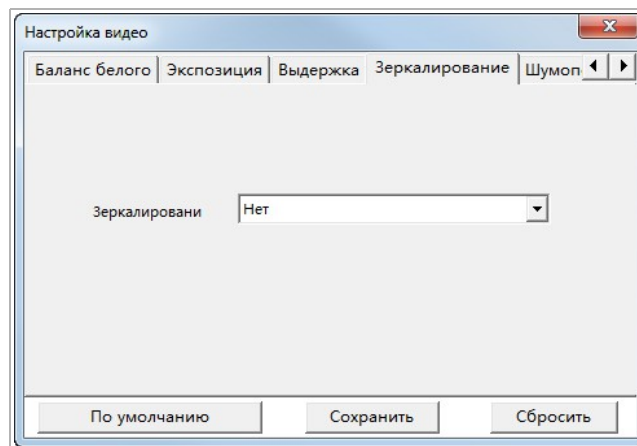 Настройка видео
Баланс белого Экспозиция Выдержка Зеркалирование Шумоп
Зеркалировани Нет
По умолчанию Сохранить Сбросить